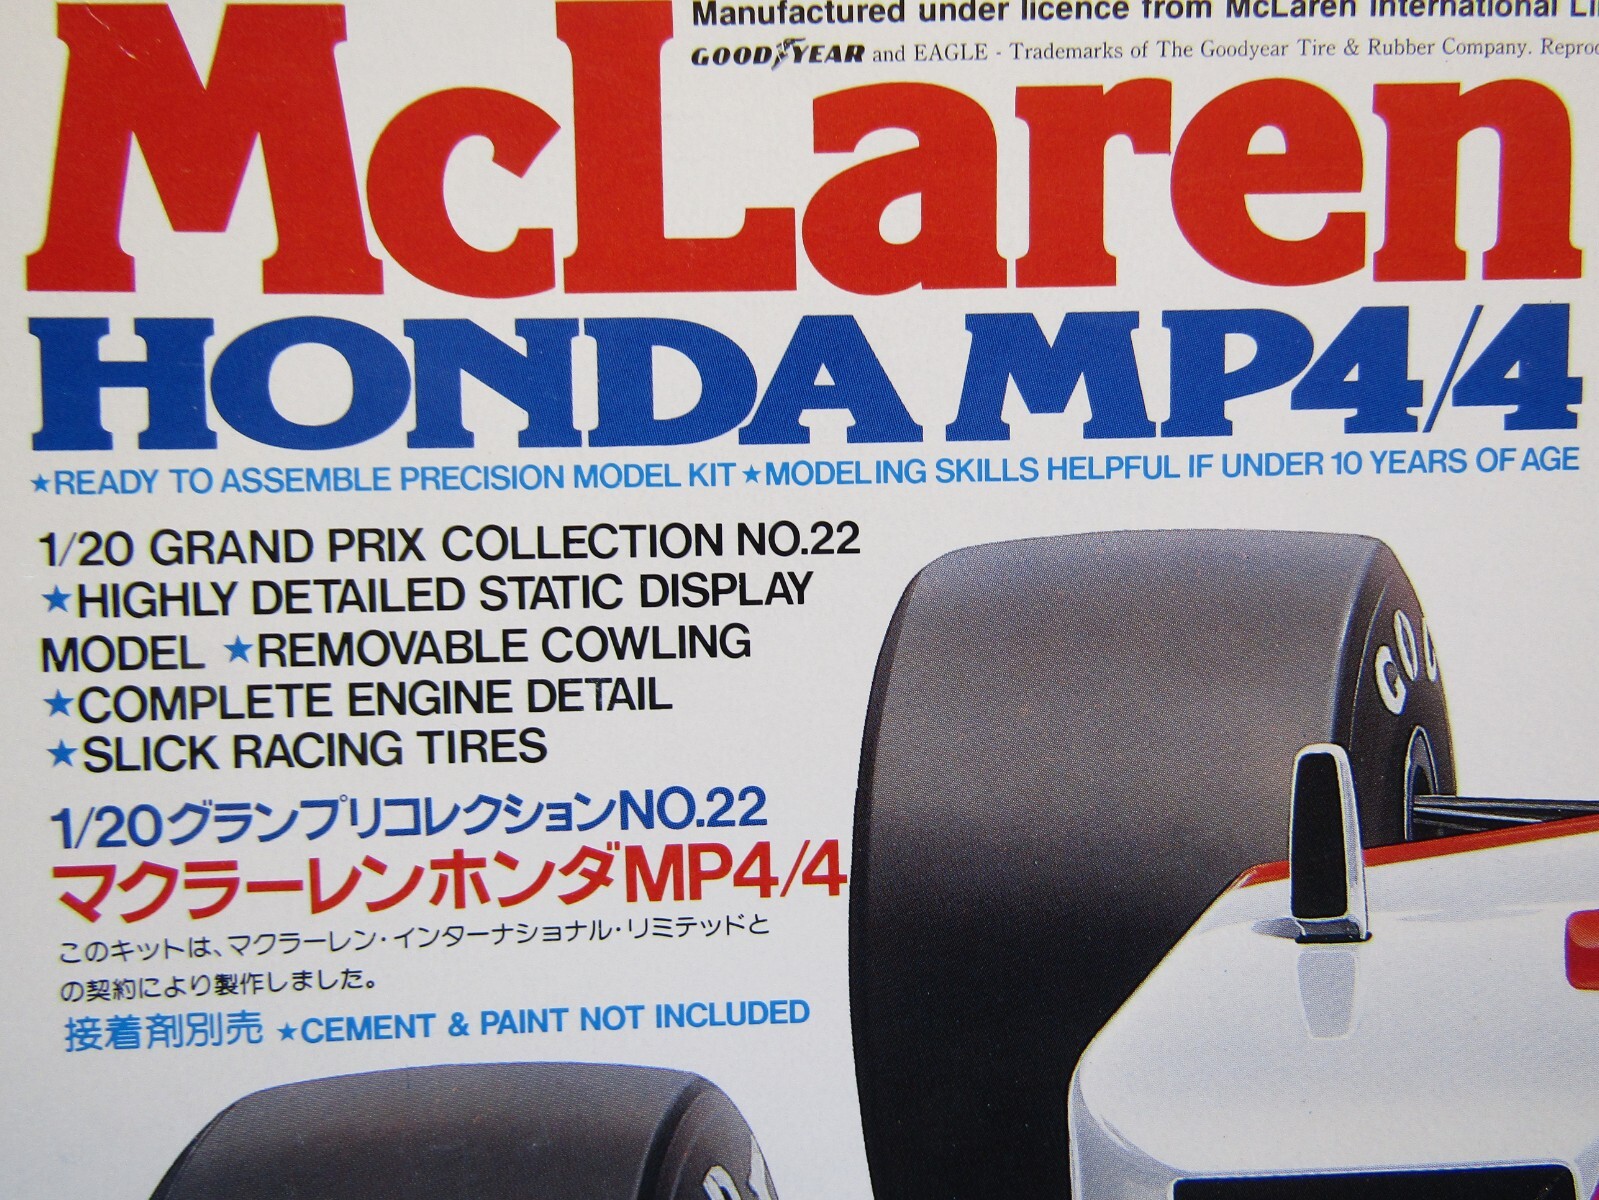 Manufactured under licence from McLaren International
GOODYEAR and EAGLE - Trademarks of The Goodyear Tire & Rubber Company.
McLaren
HONDA MP4/4
★READY TO ASSEMBLE PRECISION MODEL KIT ★MODELING SKILLS HELPFUL IF UNDER 10 YEARS OF AGE
1/20 GRAND PRIX COLLECTION NO.22
★HIGHLY DETAILED STATIC DISPLAY
MODEL ★REMOVABLE COWLING
★COMPLETE ENGINE DETAIL
★SLICK RACING TIRES
1/20グランプリコレクションNO.22
マクラーレンホンダMP4/4
このキットは、マクラーレン・インターナショナル・リミテッドと
の契約により製作しました。
接着剤別売 ★CEMENT & PAINT NOT INCLUDED